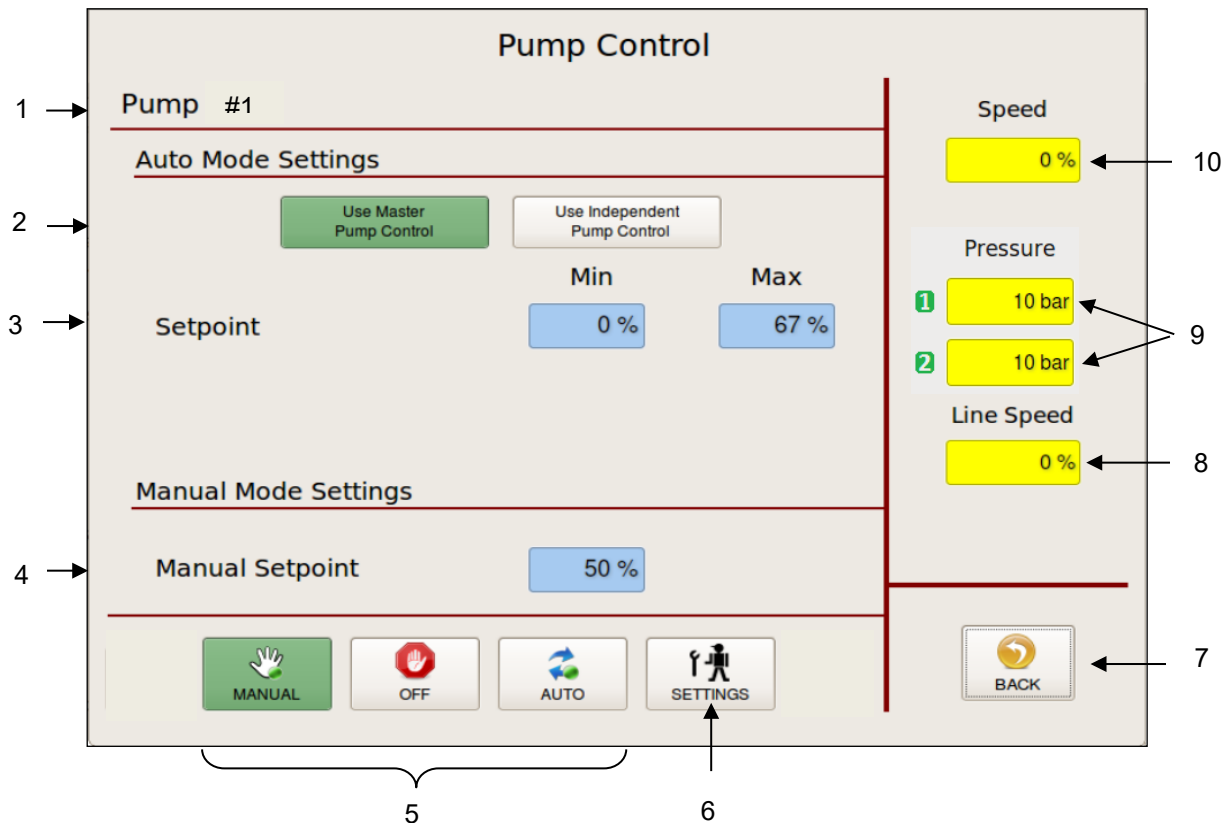 Pump Control
1
Pump #1
Speed
0 %
10
Auto Mode Settings
2
Use Master
Pump Control
Use Independent
Pump Control
Pressure
Min
Max
3
Setpoint
0 %
67 %
1
10 bar
2
10 bar
9
Line Speed
0 %
8
Manual Mode Settings
4
Manual Setpoint
50 %
MANUAL
OFF
AUTO
SETTINGS
BACK
7
5
6